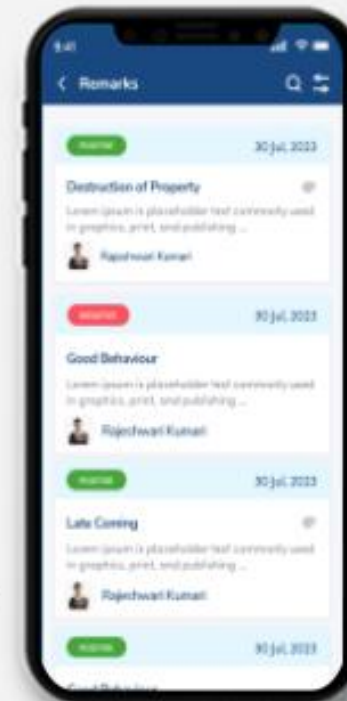 9:41
Remarks
30 Jul, 2023
Destruction of Property
Lorem ipsum is placeholder text commonly used
in graphics, print, and publishing ...
Rajeshwari Kumari
30 Jul, 2023
Good Behaviour
Lorem ipsum is placeholder text commonly used
in graphics, print, and publishing ...
Rajeshwari Kumari
30 Jul, 2023
Late Coming
Lorem ipsum is placeholder text commonly used
in graphics, print, and publishing ...
Rajeshwari Kumari
30 Jul, 2023
Good Behaviour